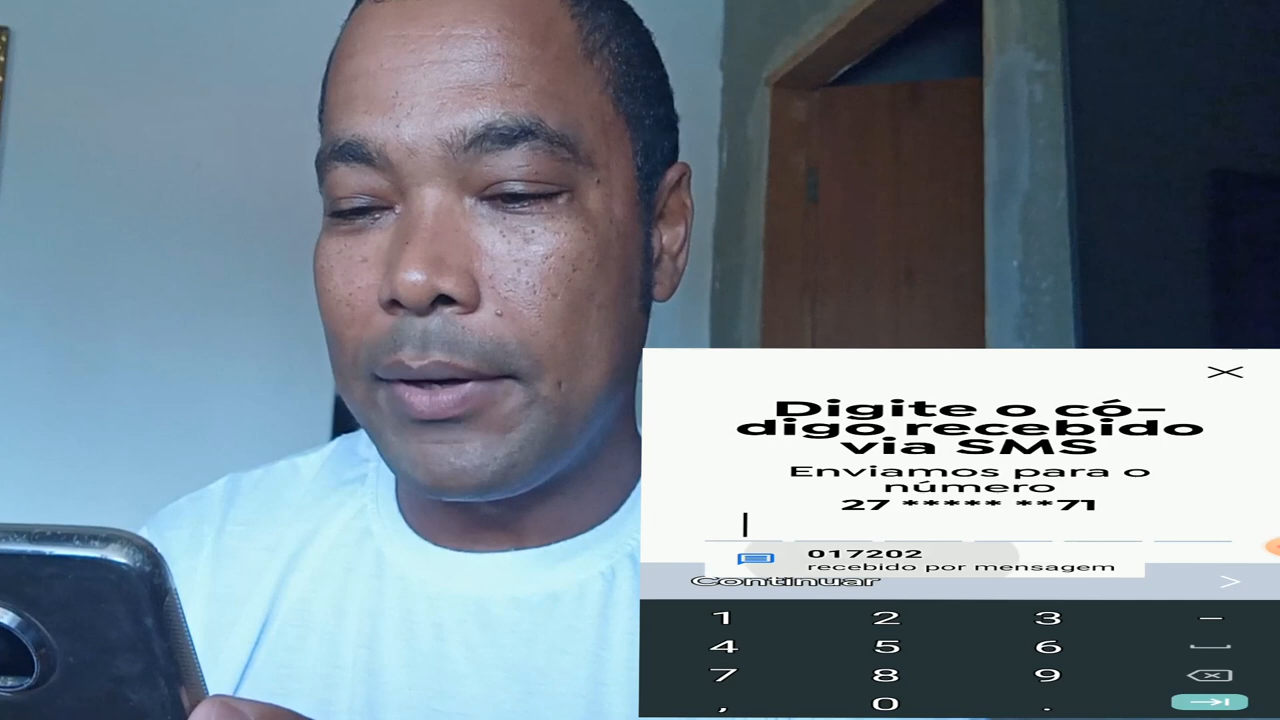 Digite o có-
digo recebido
via SMS
Enviamos para o
número
27 ***** **71
017202
recebido por mensagem
Continuar
1 2 3 –
4 5 6
7 8 9
, 0 .